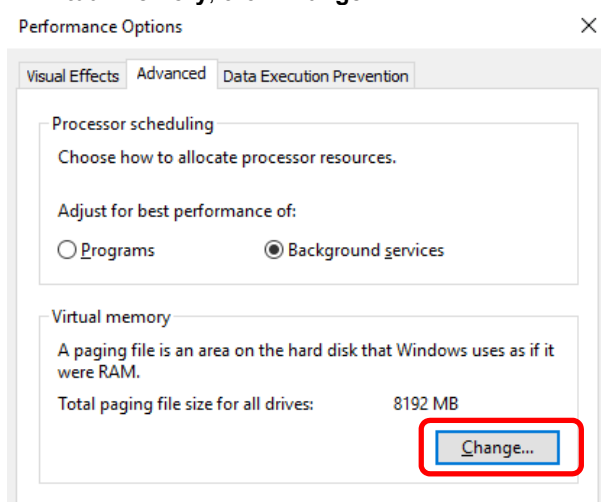 Performance Options
Visual Effects Advanced Data Execution Prevention
Processor scheduling
Choose how to allocate processor resources.
Adjust for best performance of:
Programs Background services
Virtual memory
A paging file is an area on the hard disk that Windows uses as if it
were RAM.
Total paging file size for all drives: 8192 MB
Change...